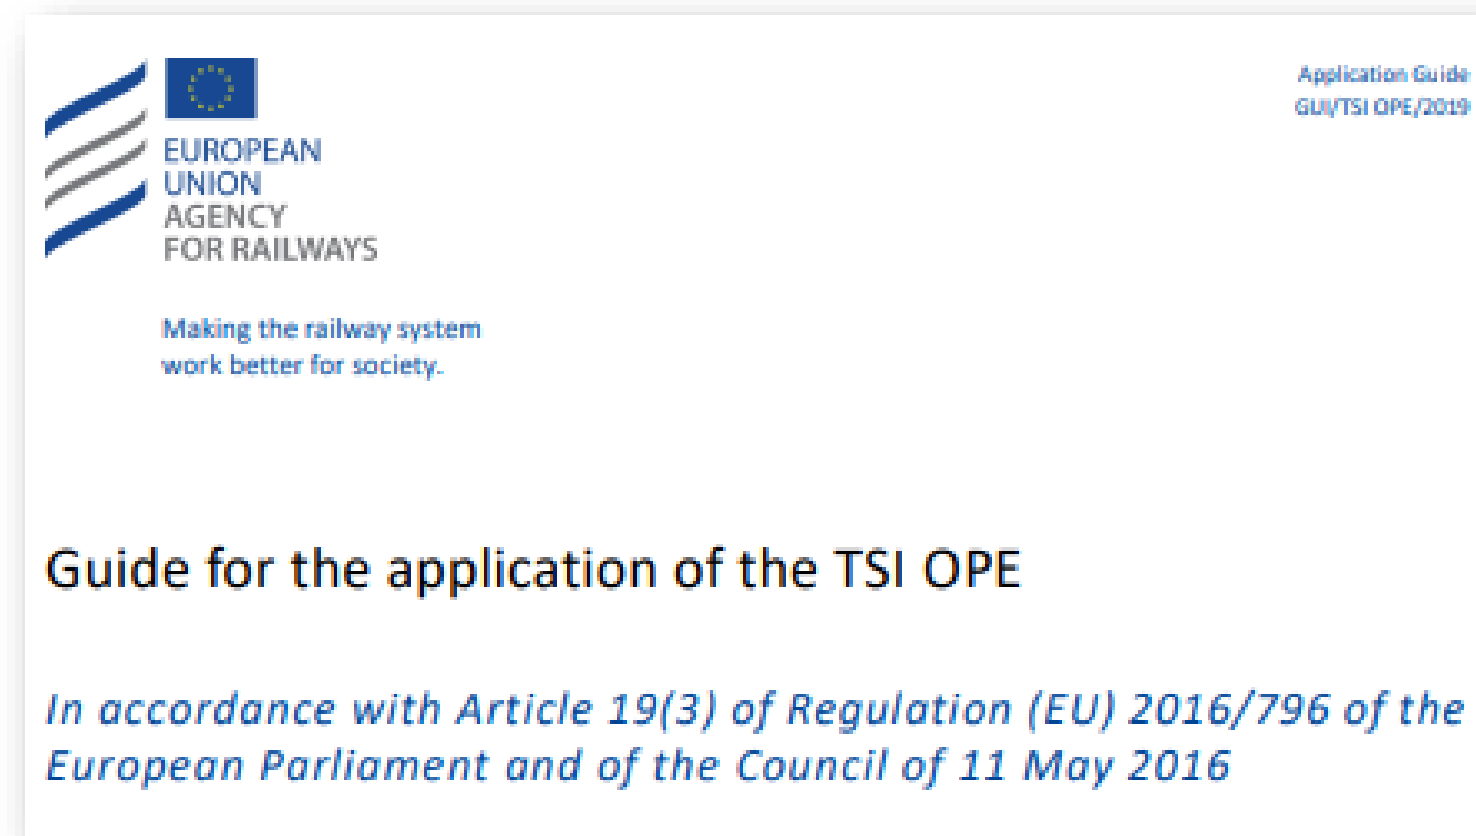 Application Guide
GUI/TSI OPE/2019
EUROPEAN
UNION
AGENCY
FOR RAILWAYS
Making the railway system
work better for society.
Guide for the application of the TSI OPE
In accordance with Article 19(3) of Regulation (EU) 2016/796 of the
European Parliament and of the Council of 11 May 2016